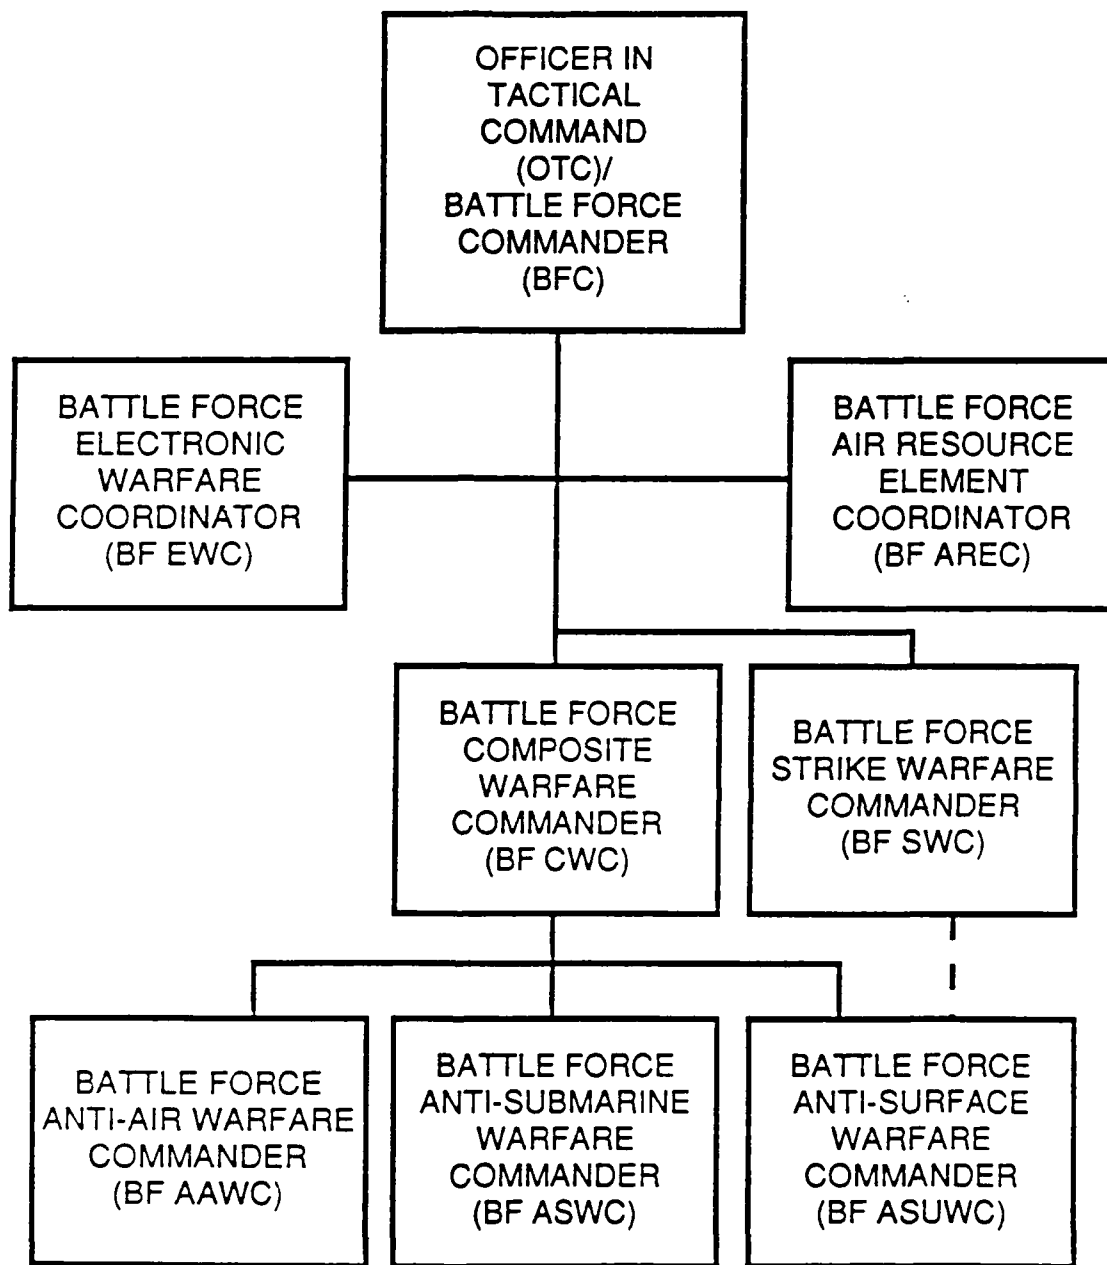 OFFICER IN
TACTICAL
COMMAND
(OTC)/
BATTLE FORCE
COMMANDER
(BFC)
BATTLE FORCE
ELECTRONIC
WARFARE
COORDINATOR
(BF EWC)
BATTLE FORCE
AIR RESOURCE
ELEMENT
COORDINATOR
(BF AREC)
BATTLE FORCE
COMPOSITE
WARFARE
COMMANDER
(BF CWC)
BATTLE FORCE
STRIKE WARFARE
COMMANDER
(BF SWC)
BATTLE FORCE
ANTI-AIR WARFARE
COMMANDER
(BF AAWC)
BATTLE FORCE
ANTI-SUBMARINE
WARFARE
COMMANDER
(BF ASWC)
BATTLE FORCE
ANTI-SURFACE
WARFARE
COMMANDER
(BF ASUWC)